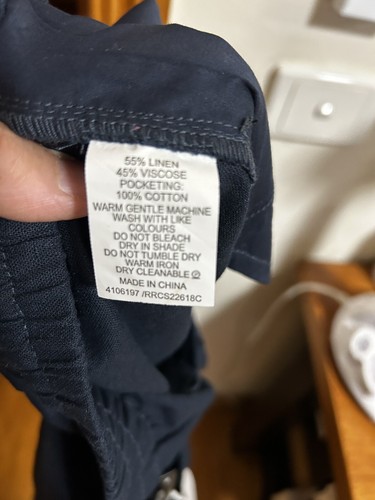 55% LINEN
45% VISCOSE
POCKETING:
100% COTTON
WARM GENTLE MACHINE
WASH WITH LIKE
COLOURS
DO NOT BLEACH
DRY IN SHADE
DO NOT TUMBLE DRY
WARM IRON
DRY CLEANABLE Ⓟ
MADE IN CHINA
4106197 /RRCS22618C